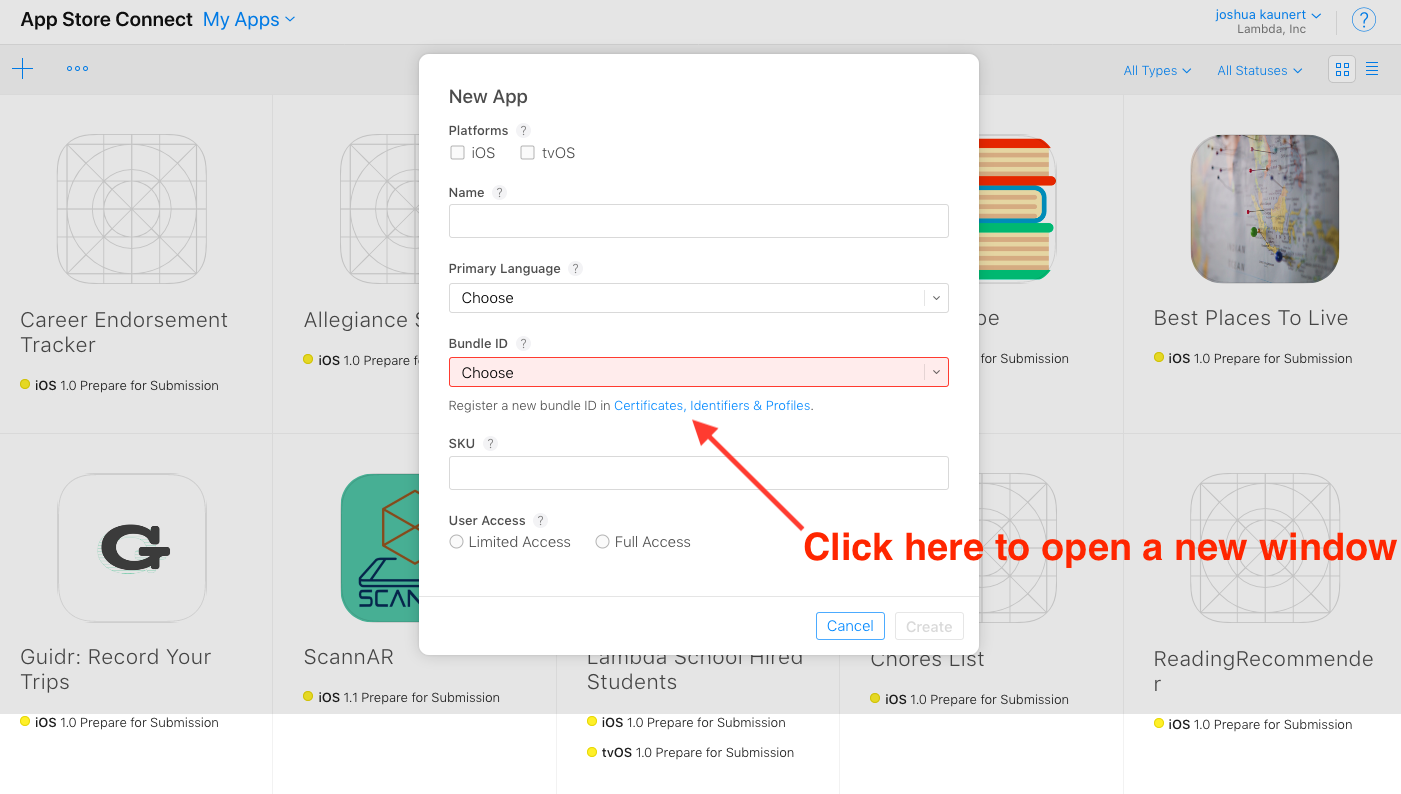 App Store Connect My Apps
joshua kaunert
Lambda, Inc
?
All Types
All Statuses
New App
Platforms ?
iOS tvOS
Name ?
Primary Language ?
Choose
Bundle ID ?
Choose
Register a new bundle ID in Certificates, Identifiers & Profiles.
SKU ?
User Access ?
Limited Access Full Access
Cancel Create
Click here to open a new window
Career Endorsement
Tracker
iOS 1.0 Prepare for Submission
Allegiance
iOS 1.0 Prepare
for Submission
Best Places To Live
iOS 1.0 Prepare for Submission
G
Guidr: Record Your
Trips
iOS 1.0 Prepare for Submission
SCAN
ScannAR
iOS 1.1 Prepare for Submission
Lambda School Hired
Students
iOS 1.0 Prepare for Submission
tvOS 1.0 Prepare for Submission
Chores List
iOS 1.0 Prepare for Submission
ReadingRecommende
r
iOS 1.0 Prepare for Submission